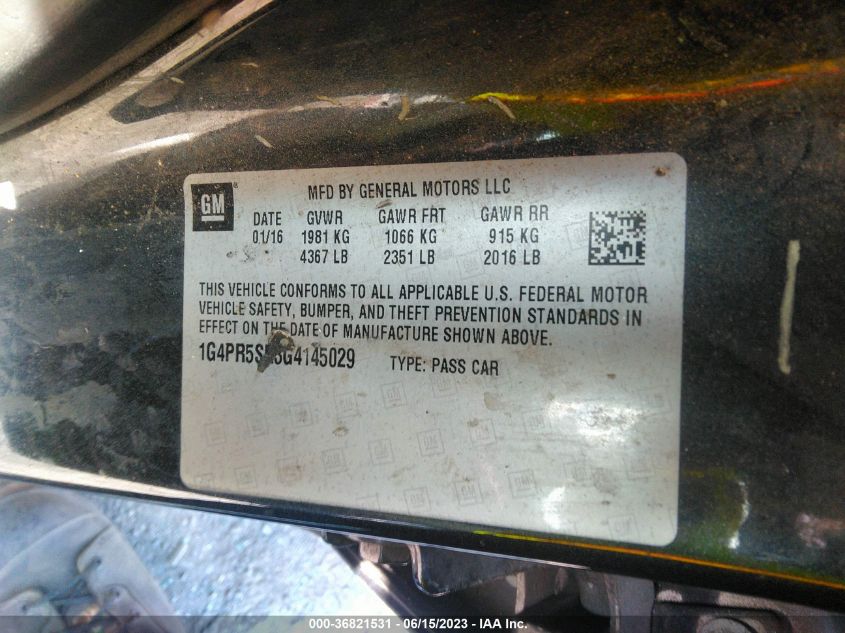 GM
MFD BY GENERAL MOTORS LLC
DATE GVWR GAWR FRT GAWR RR
01/16 1981 KG 1066 KG 915 KG
4367 LB 2351 LB 2016 LB
THIS VEHICLE CONFORMS TO ALL APPLICABLE U.S. FEDERAL MOTOR
VEHICLE SAFETY, BUMPER, AND THEFT PREVENTION STANDARDS IN
EFFECT ON THE DATE OF MANUFACTURE SHOWN ABOVE.
TYPE: PASS CAR
000-36821531 - 06/15/2023 - IAA Inc.